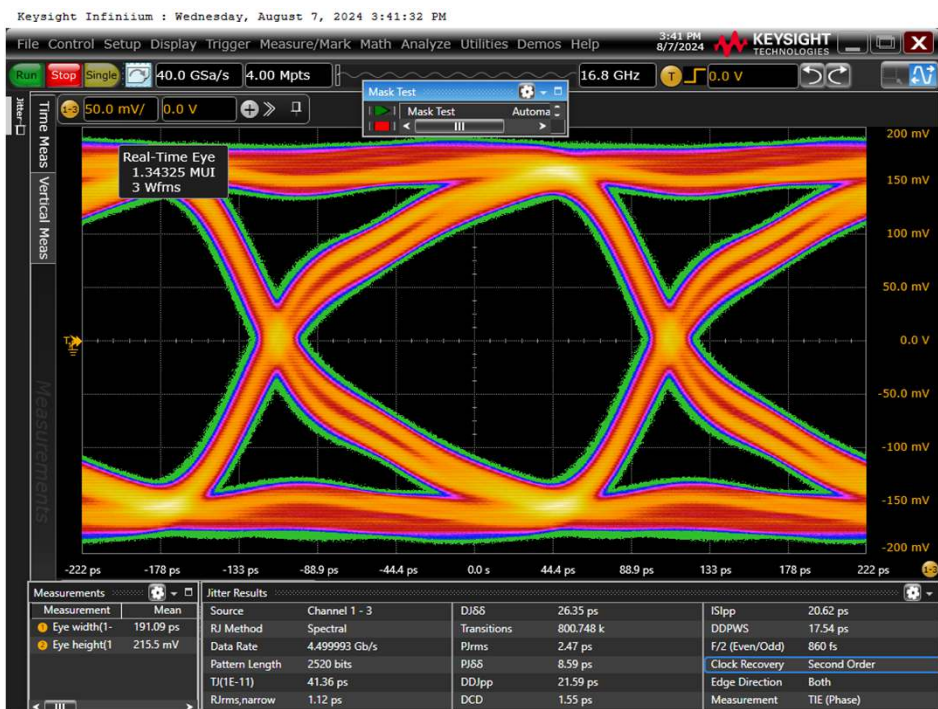 Keysight Infiniium : Wednesday, August 7, 2024 3:41:32 PM
File Control Setup Display Trigger Measure/Mark Math Analyze Utilities Demos Help
3:41 PM
8/7/2024
KEYSIGHT
TECHNOLOGIES
Run Stop Single 40.0 GSa/s 4.00 Mpts 16.8 GHz T 0.0 V
Jitter
Time Meas
Vertical Meas
Measurements
1-3 50.0 mV/ 0.0 V
Mask Test
Mask Test Automa
Real-Time Eye
1.34325 MUI
3 Wfms
200 mV
150 mV
100 mV
50.0 mV
0.0 V
-50.0 mV
-100 mV
-150 mV
-200 mV
-222 ps -178 ps -133 ps -88.9 ps -44.4 ps 0.0 s 44.4 ps 88.9 ps 133 ps 178 ps 222 ps 1-3
Measurements
Measurement Mean
1 Eye width(1- 191.09 ps
2 Eye height(1 215.5 mV
Jitter Results
Source Channel 1 - 3 DJδδ 26.35 ps ISIpp 20.62 ps
RJ Method Spectral Transitions 800.748 k DDPWS 17.54 ps
Data Rate 4.499993 Gb/s PJrms 2.47 ps F/2 (Even/Odd) 860 fs
Pattern Length 2520 bits PJδδ 8.59 ps Clock Recovery Second Order
TJ(1E-11) 41.36 ps DDJpp 21.59 ps Edge Direction Both
RJrms,narrow 1.12 ps DCD 1.55 ps Measurement TIE (Phase)